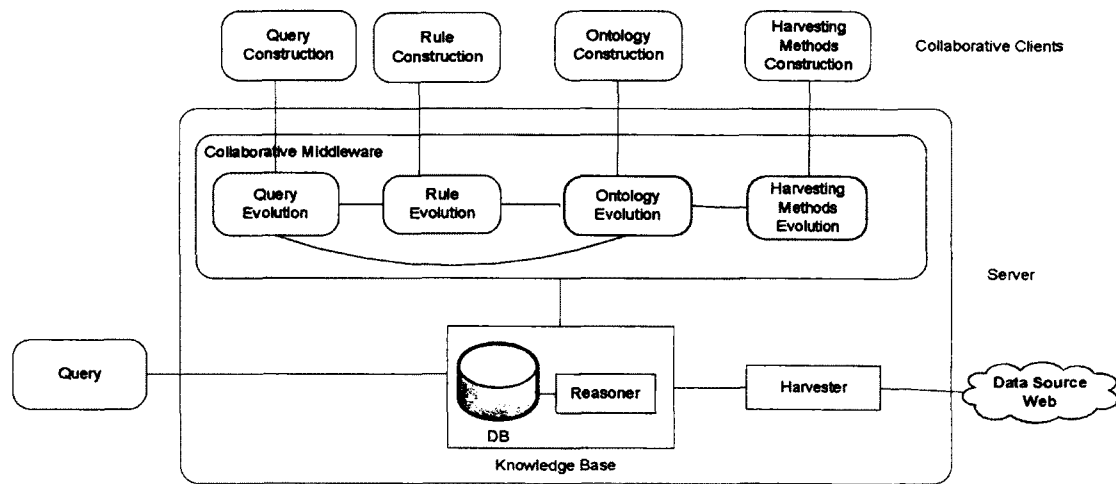 Query
Construction
Rule
Construction
Ontology
Construction
Harvesting
Methods
Construction
Collaborative Clients
Collaborative Middleware
Query
Evolution
Rule
Evolution
Ontology
Evolution
Harvesting
Methods
Evolution
Server
Query
Reasoner
DB
Knowledge Base
Harvester
Data Source
Web